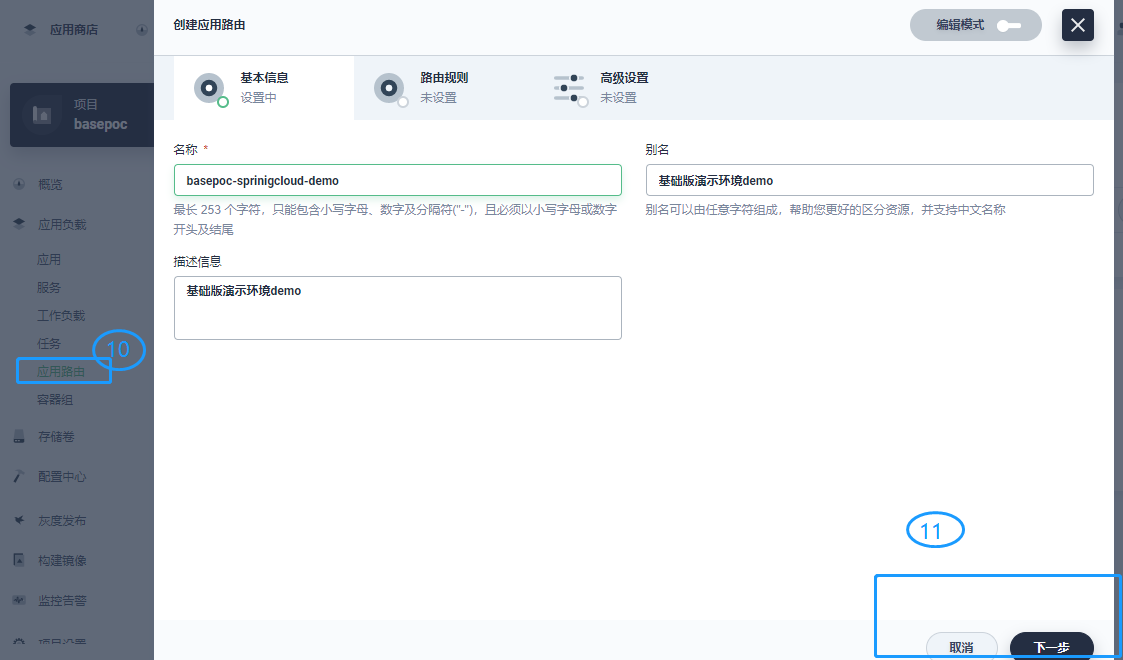 应用商店
创建应用路由
编辑模式
项目
basepoc
基本信息
设置中
路由规则
未设置
高级设置
未设置
概览
应用负载
应用
服务
工作负载
任务
10
应用路由
容器组
存储卷
配置中心
灰度发布
构建镜像
监控告警
项目设置
名称 *
basepoc-sprinigcloud-demo
最长 253 个字符，只能包含小写字母、数字及分隔符("-")，且必须以小写字母或数字
开头及结尾
别名
基础版演示环境demo
别名可以由任意字符组成，帮助您更好的区分资源，并支持中文名称
描述信息
基础版演示环境demo
11
取消
下一步